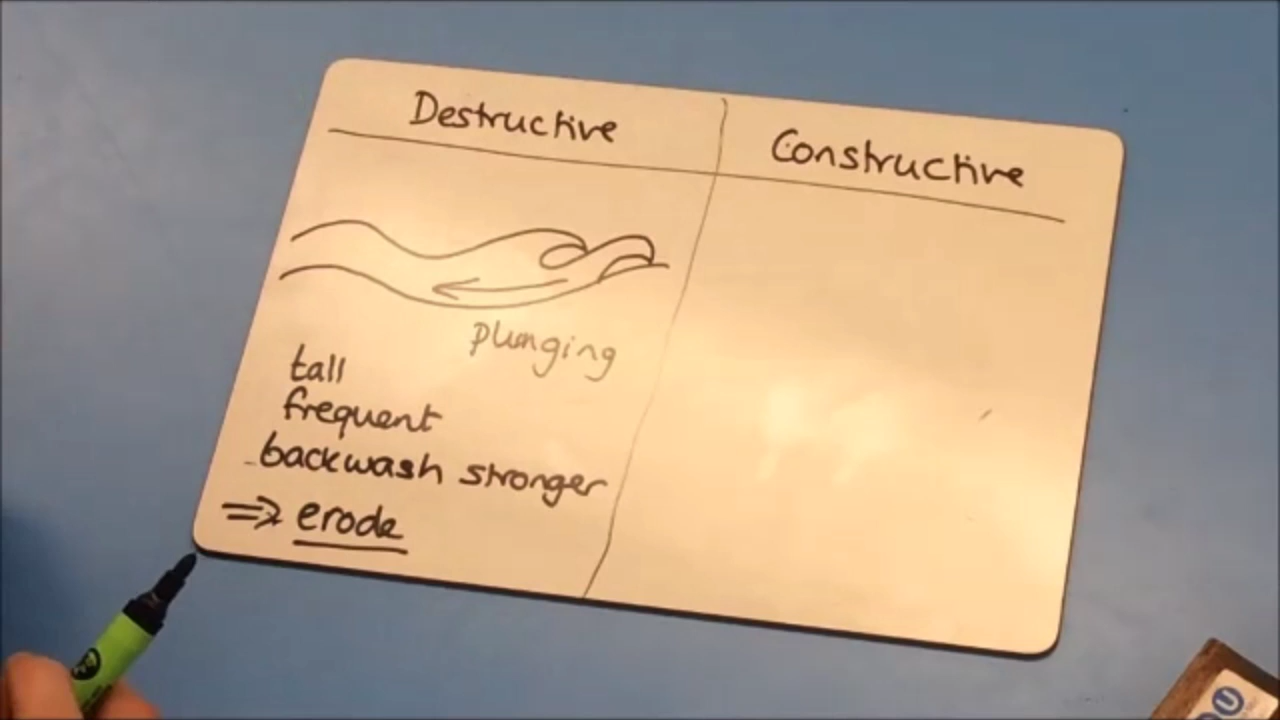 Destructive
Constructive
plunging
tall
frequent
backwash stronger
⇒ erode